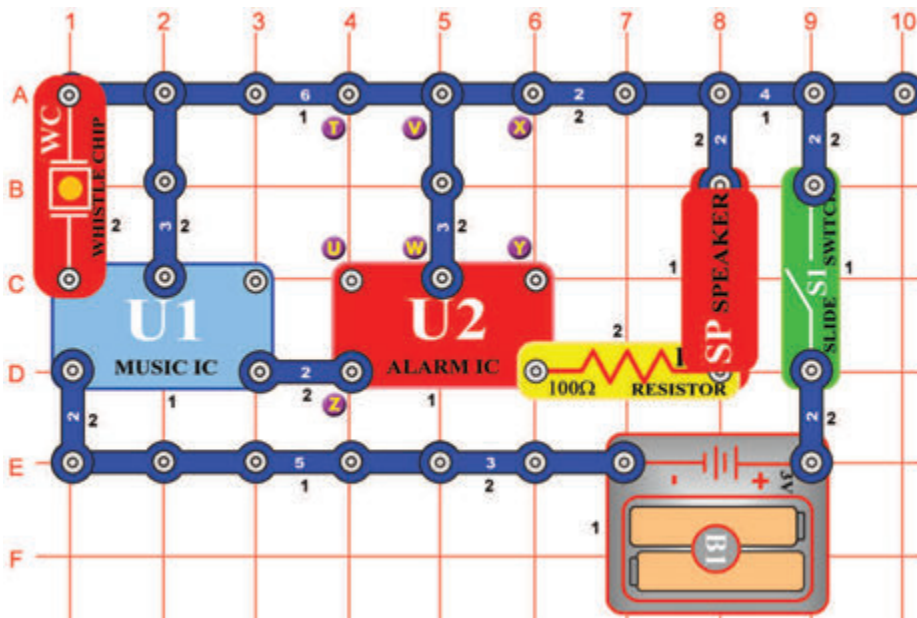 1 2 3 4 5 6 7 8 9 10
A
6 2 4
1 2 1
T V X
WC
WHISTLE CHIP
2 2
B
2
3 2
3 2
1
SP SPEAKER
S1
SLIDE SWITCH
1
U W Y
C
U1
MUSIC IC
1
U2
ALARM IC
1
2
100Ω RESISTOR
D
2
2
Z
2 2
2 2
E
5 3
1 2
- +
3V
1
B1
F